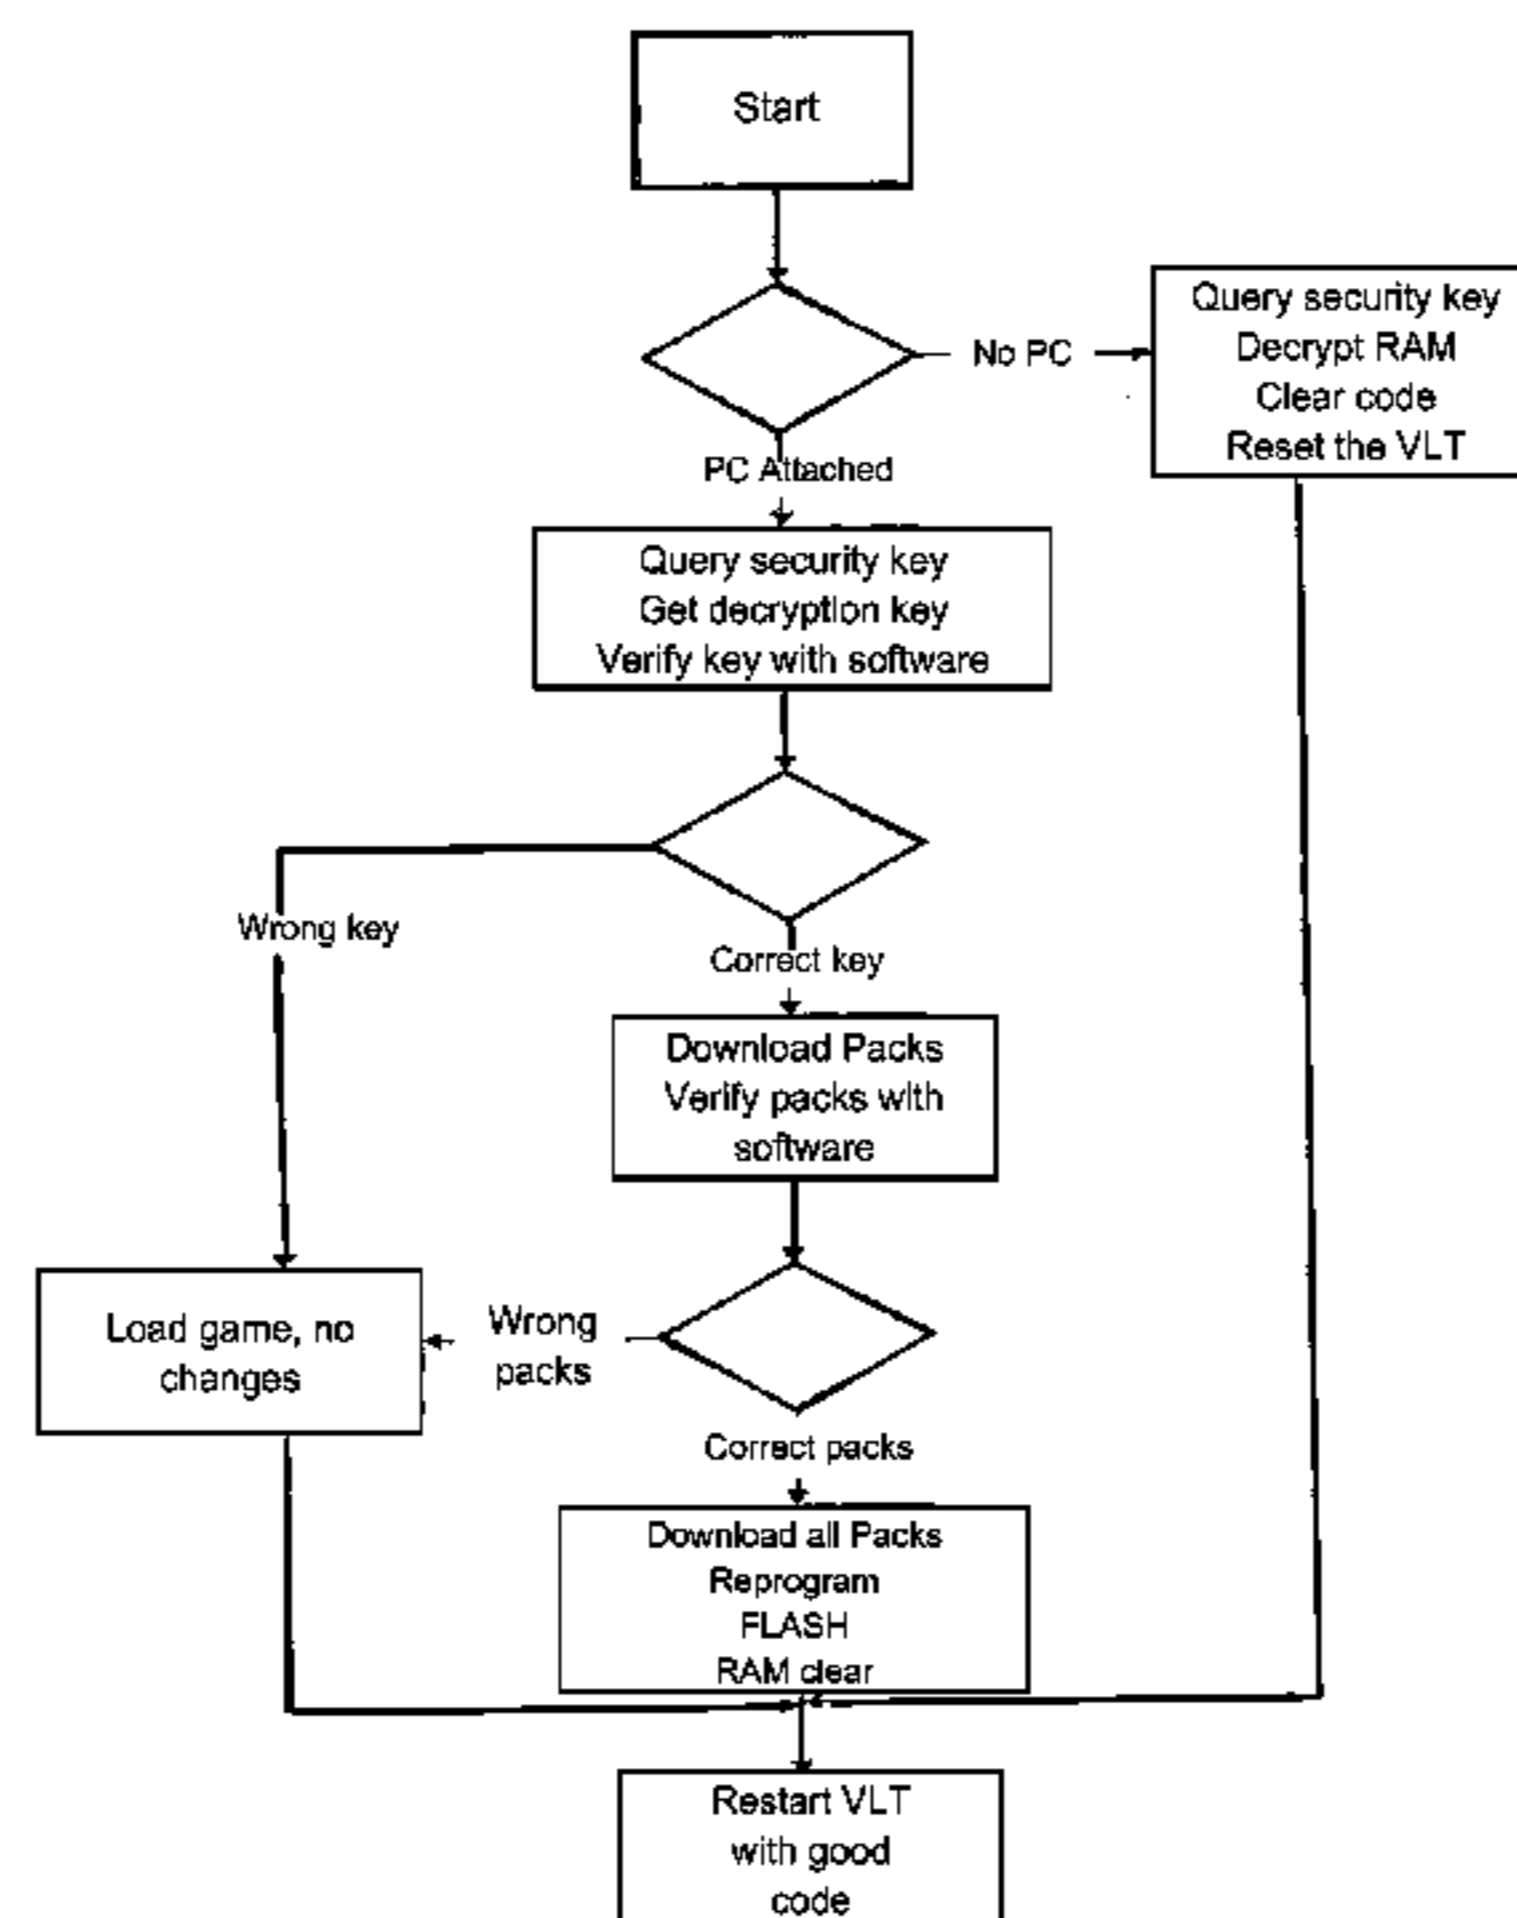 Start
No PC
Query security key
Decrypt RAM
Clear code
Reset the VLT
PC Attached
Query security key
Get decryption key
Verify key with software
Wrong key
Correct key
Download Packs
Verify packs with
software
Load game, no
changes
Wrong
packs
Correct packs
Download all Packs
Reprogram
FLASH
RAM clear
Restart VLT
with good
code